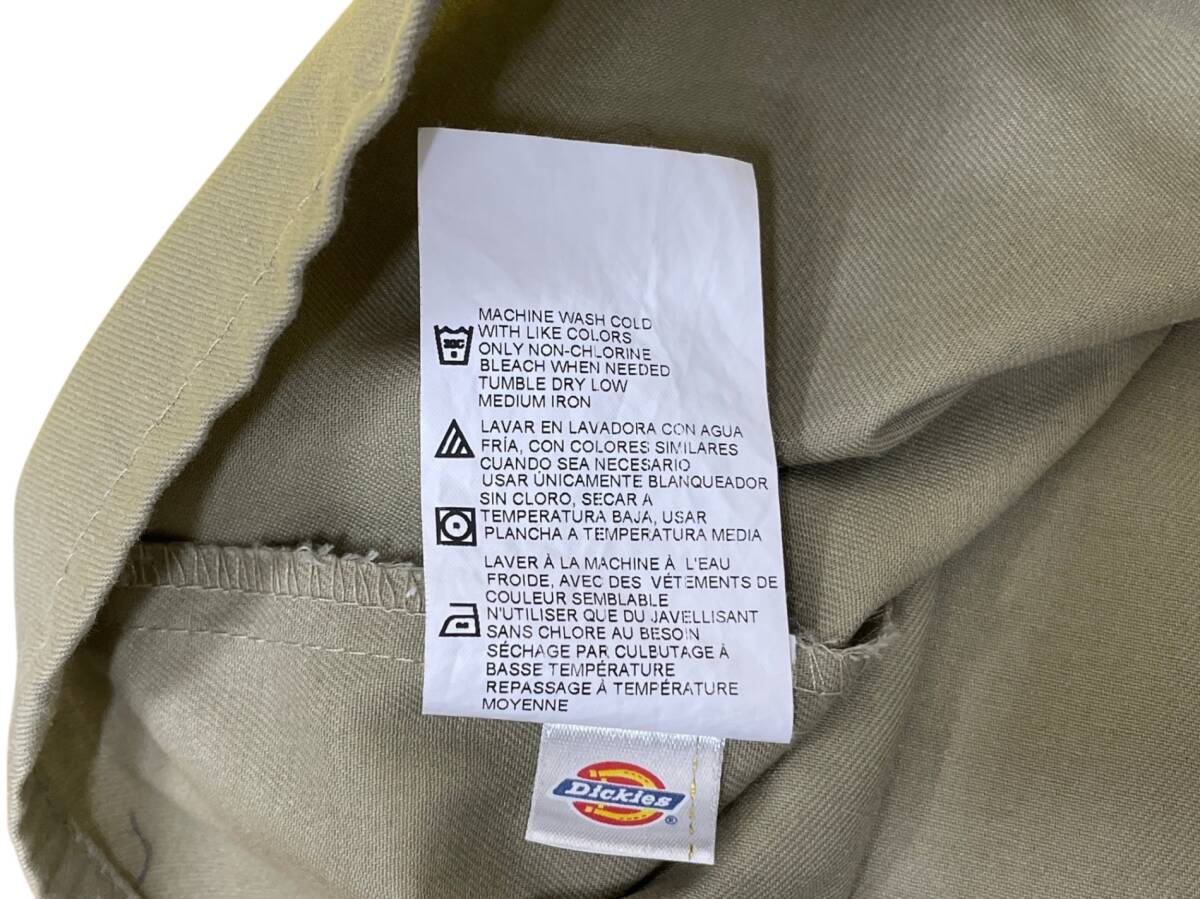 MACHINE WASH COLD
WITH LIKE COLORS
ONLY NON-CHLORINE
BLEACH WHEN NEEDED
TUMBLE DRY LOW
MEDIUM IRON
30C
LAVAR EN LAVADORA CON AGUA
FRÍA, CON COLORES SIMILARES
CUANDO SEA NECESARIO
USAR ÚNICAMENTE BLANQUEADOR
SIN CLORO, SECAR A
TEMPERATURA BAJA, USAR
PLANCHA A TEMPERATURA MEDIA
LAVER À LA MACHINE À L'EAU
FROIDE, AVEC DES VÉTEMENTS DE
COULEUR SEMBLABLE
N'UTILISER QUE DU JAVELLISANT
SANS CHLORE AU BESOIN
SÉCHAGE PAR CULBUTAGE À
BASSE TEMPÉRATURE
REPASSAGE À TEMPÉRATURE
MOYENNE
Dickies®